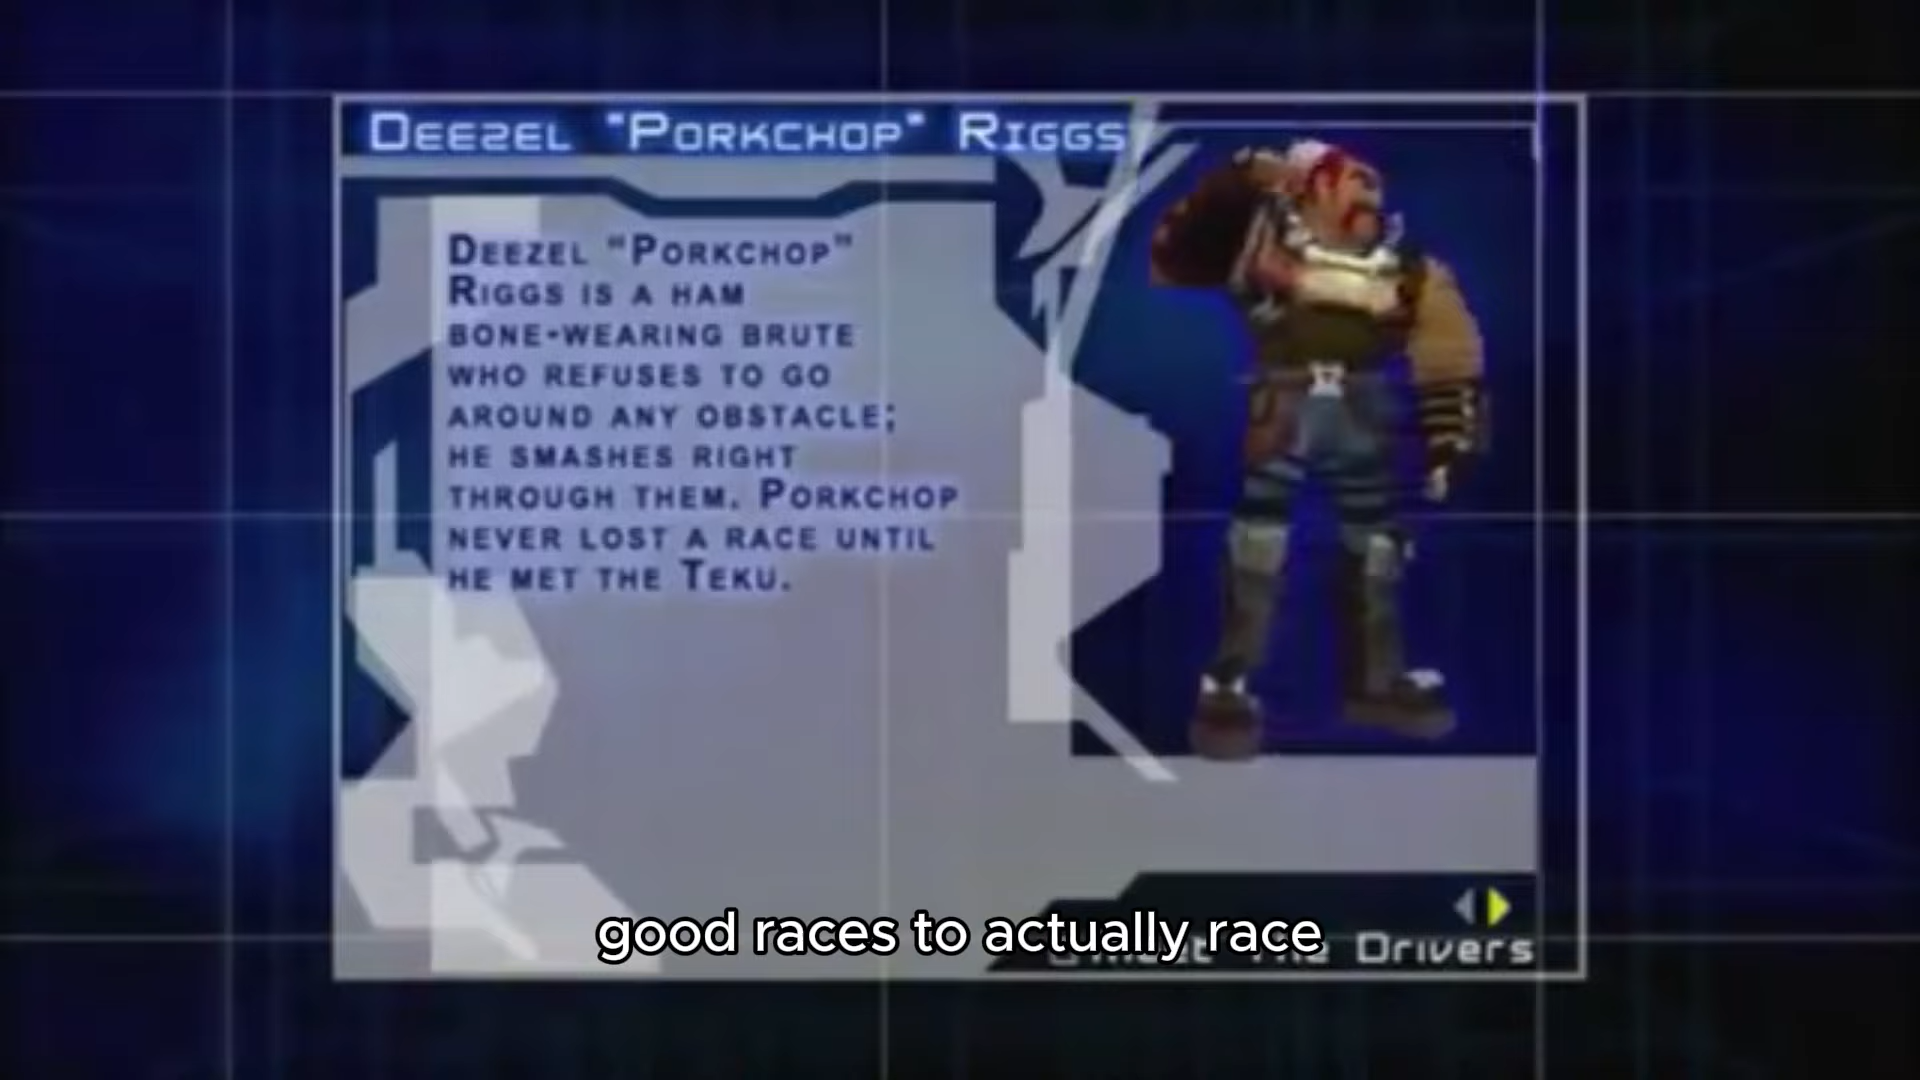 Deezel "Porkchop" Riggs
Deezel "Porkchop"
Riggs is a ham
bone-wearing brute
who refuses to go
around any obstacle;
he smashes right
through them. Porkchop
never lost a race until
he met the Teku.
good races to actually race
The Drivers